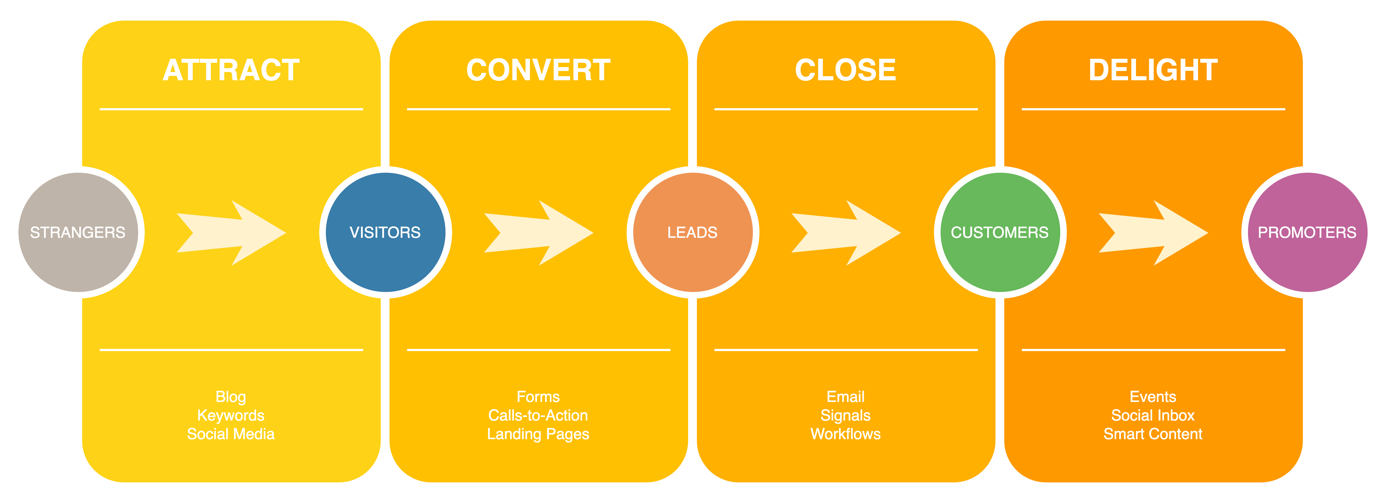 ATTRACT
CONVERT
CLOSE
DELIGHT
STRANGERS
VISITORS
LEADS
CUSTOMERS
PROMOTERS
Blog
Keywords
Social Media
Forms
Calls-to-Action
Landing Pages
Email
Signals
Workflows
Events
Social Inbox
Smart Content